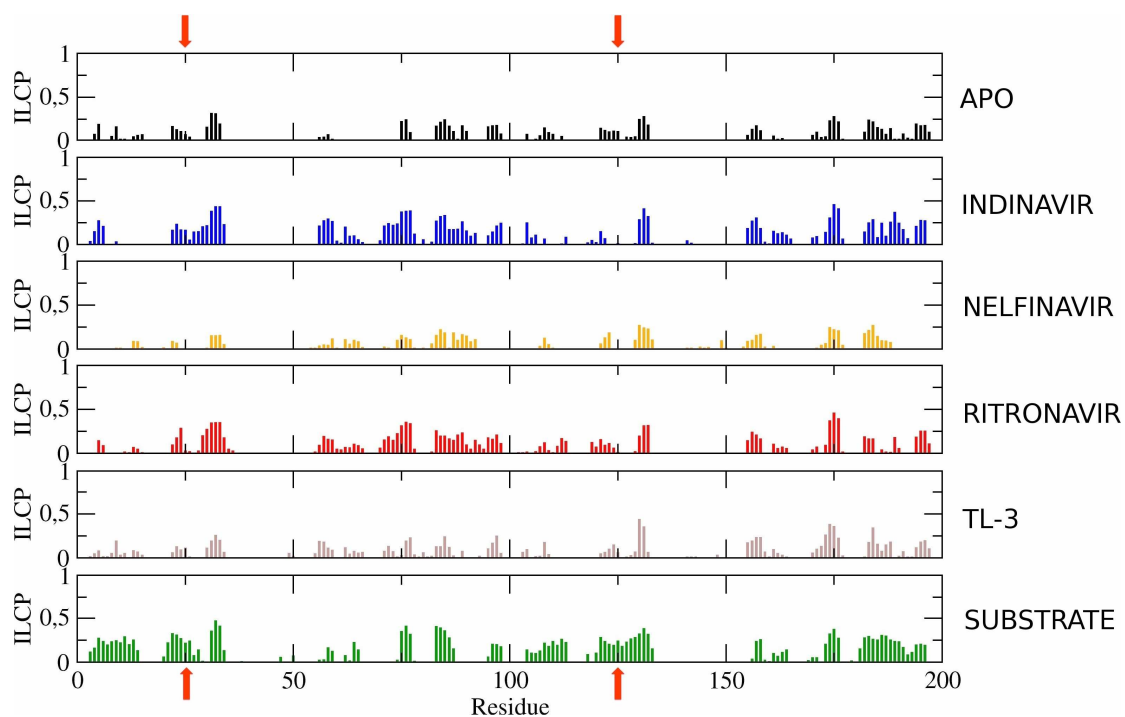 1
0,5
0
ILCP
APO
1
0,5
0
ILCP
INDINAVIR
1
0,5
0
ILCP
NELFINAVIR
1
0,5
0
ILCP
RITRONAVIR
1
0,5
0
ILCP
TL-3
1
0,5
0
ILCP
SUBSTRATE
0 50 100 150 200
Residue